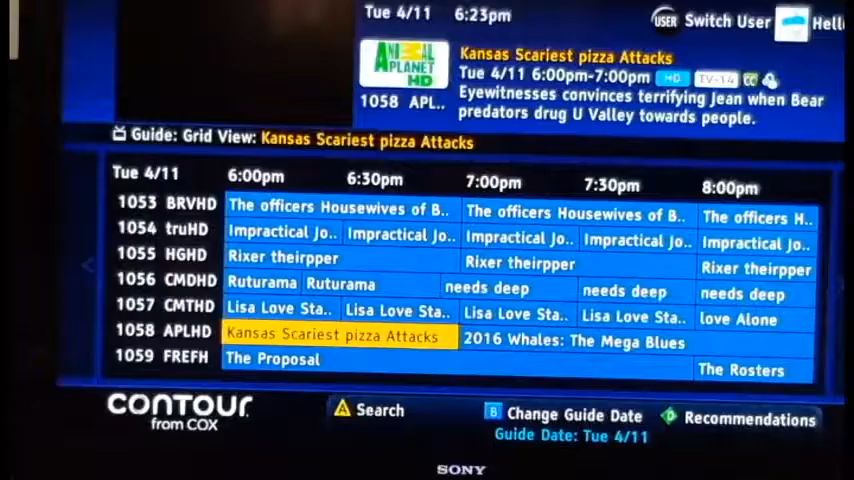 Tue 4/11 6:23pm
USER Switch User Hell
ANIMAL PLANET HD
Kansas Scariest pizza Attacks
Tue 4/11 6:00pm-7:00pm HD TV-14 CC
1058 APL..
Eyewitnesses convinces terrifying Jean when Bear
predators drug U Valley towards people.
Guide: Grid View: Kansas Scariest pizza Attacks
Tue 4/11 6:00pm 6:30pm 7:00pm 7:30pm 8:00pm
1053 BRVHD The officers Housewives of B.. The officers Housewives of B.. The officers H..
1054 truHD Impractical Jo.. Impractical Jo.. Impractical Jo.. Impractical Jo.. Impractical Jo..
1055 HGHD Rixer theirpper Rixer theirpper Rixer theirpper
1056 CMDHD Ruturama Ruturama needs deep needs deep needs deep
1057 CMTHD Lisa Love Sta.. Lisa Love Sta.. Lisa Love Sta.. Lisa Love Sta.. love Alone
1058 APLHD Kansas Scariest pizza Attacks 2016 Whales: The Mega Blues
1059 FREFH The Proposal The Rosters
contour
from COX
A Search B Change Guide Date D Recommendations
Guide Date: Tue 4/11
SONY